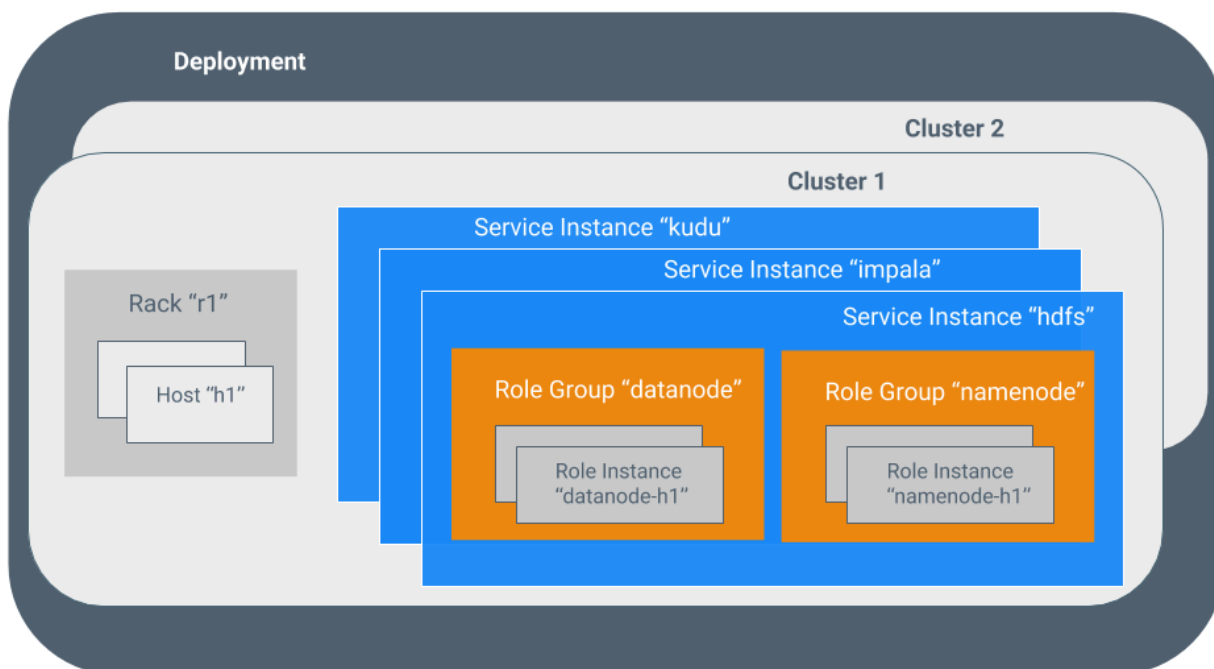 Deployment
Cluster 2
Cluster 1
Service Instance “kudu”
Service Instance “impala”
Service Instance “hdfs”
Rack “r1”
Host “h1”
Role Group “datanode”
Role Instance
“datanode-h1”
Role Group “namenode”
Role Instance
“namenode-h1”